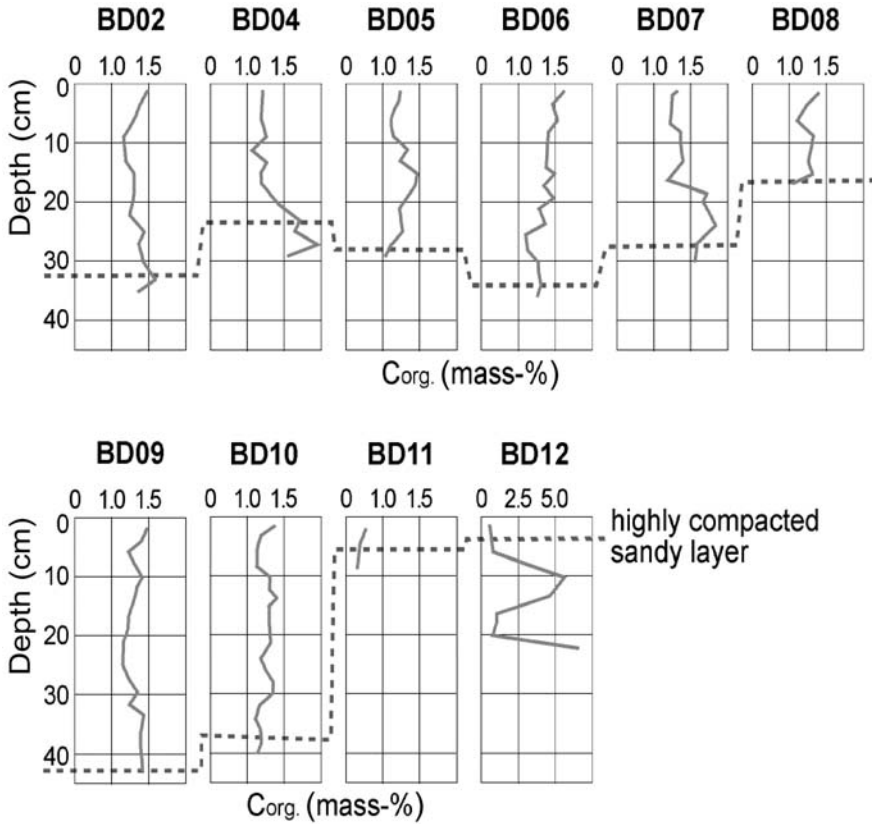 BD02 BD04 BD05 BD06 BD07 BD08
0 1.0 1.5 0 1.0 1.5 0 1.0 1.5 0 1.0 1.5 0 1.0 1.5 0 1.0 1.5
Depth (cm)
0
10
20
30
40
Corg. (mass-%)
BD09 BD10 BD11 BD12
0 1.0 1.5 0 1.0 1.5 0 1.0 1.5 0 2.5 5.0
highly compacted
sandy layer
Depth (cm)
0
10
20
30
40
Corg. (mass-%)